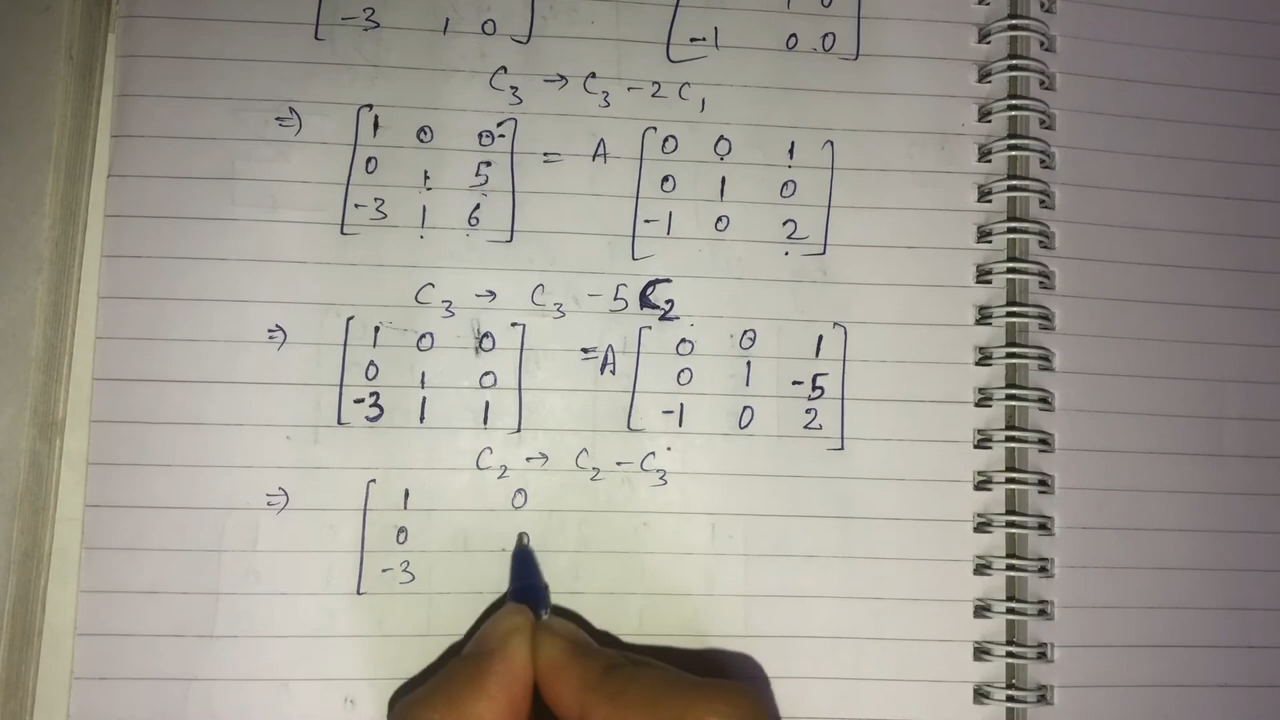 [-3 1 0] [-1 0 0]
C3 → C3 - 2C1
⇒ [1 0 0 = A [0 0 1
0 1 5 0 1 0
-3 1 6] -1 0 2]
C3 → C3 - 5C2
⇒ [1 0 0 = A [0 0 1
0 1 0 0 1 -5
-3 1 1] -1 0 2]
C2 → C2 - C3
⇒ [1 0
0
-3